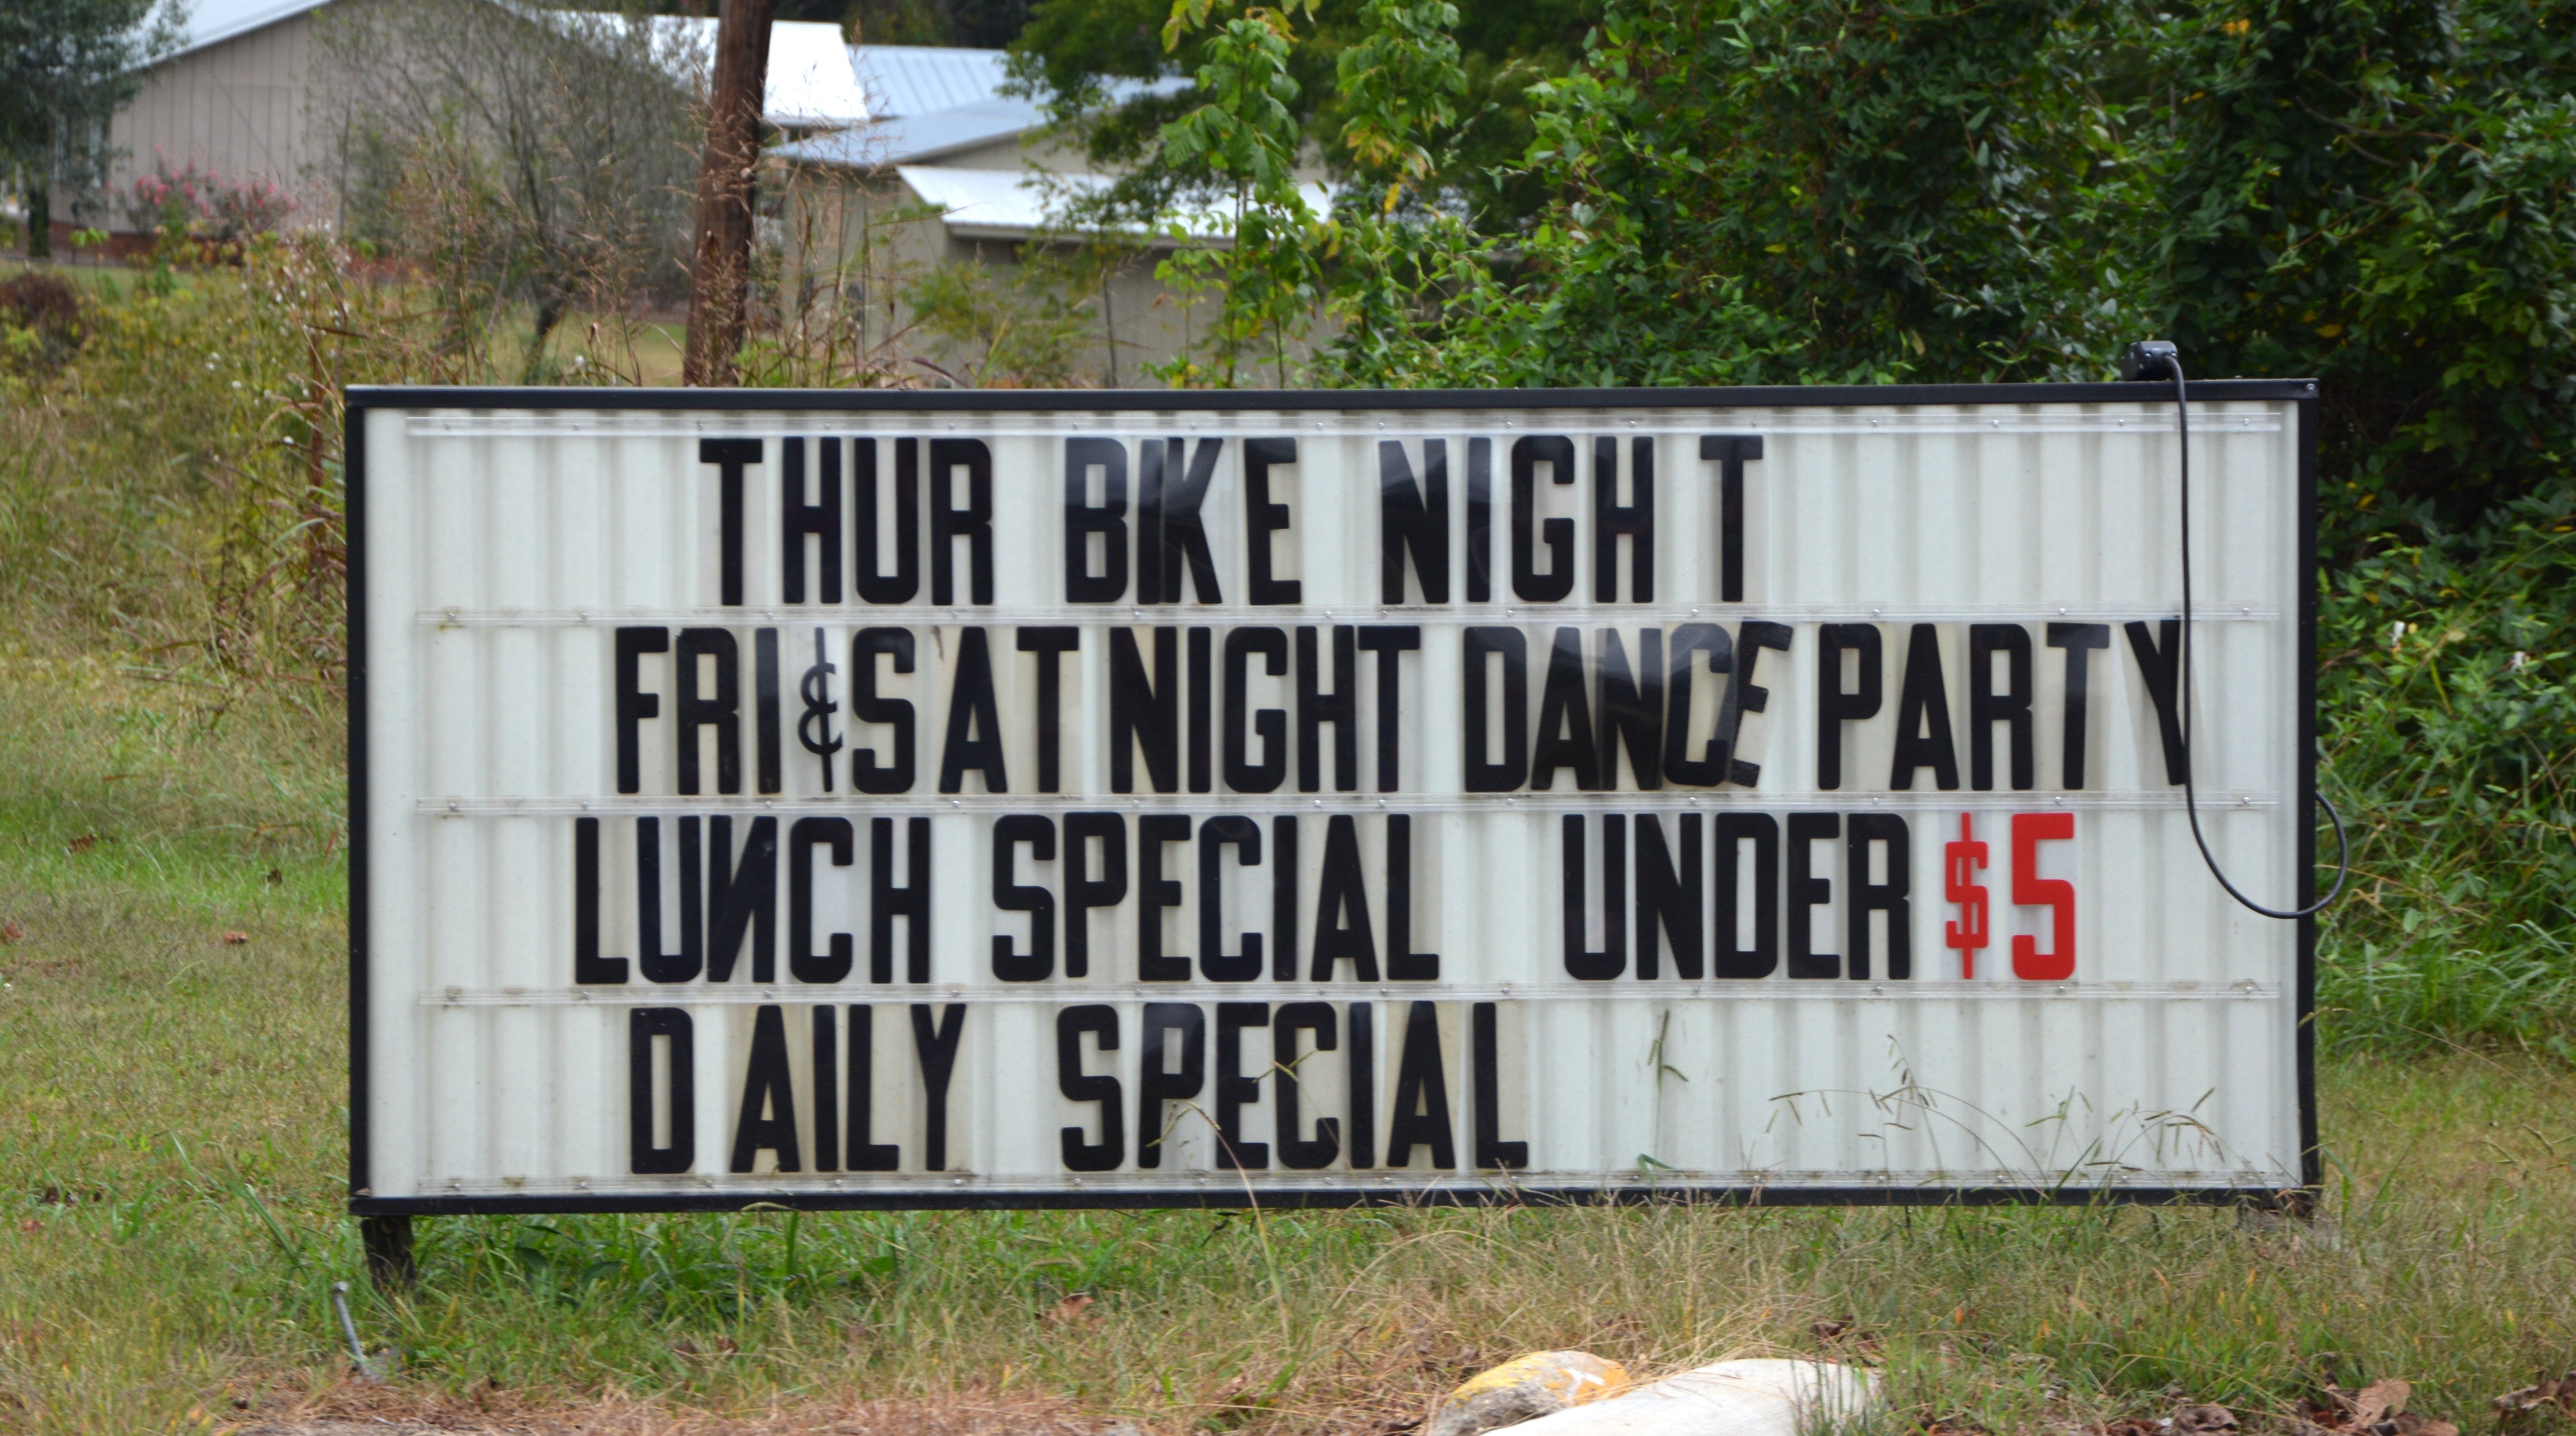 THUR BIKE NIGHT
FRI & SAT NIGHT DANCE PARTY
LUNCH SPECIAL UNDER $5
DAILY SPECIAL